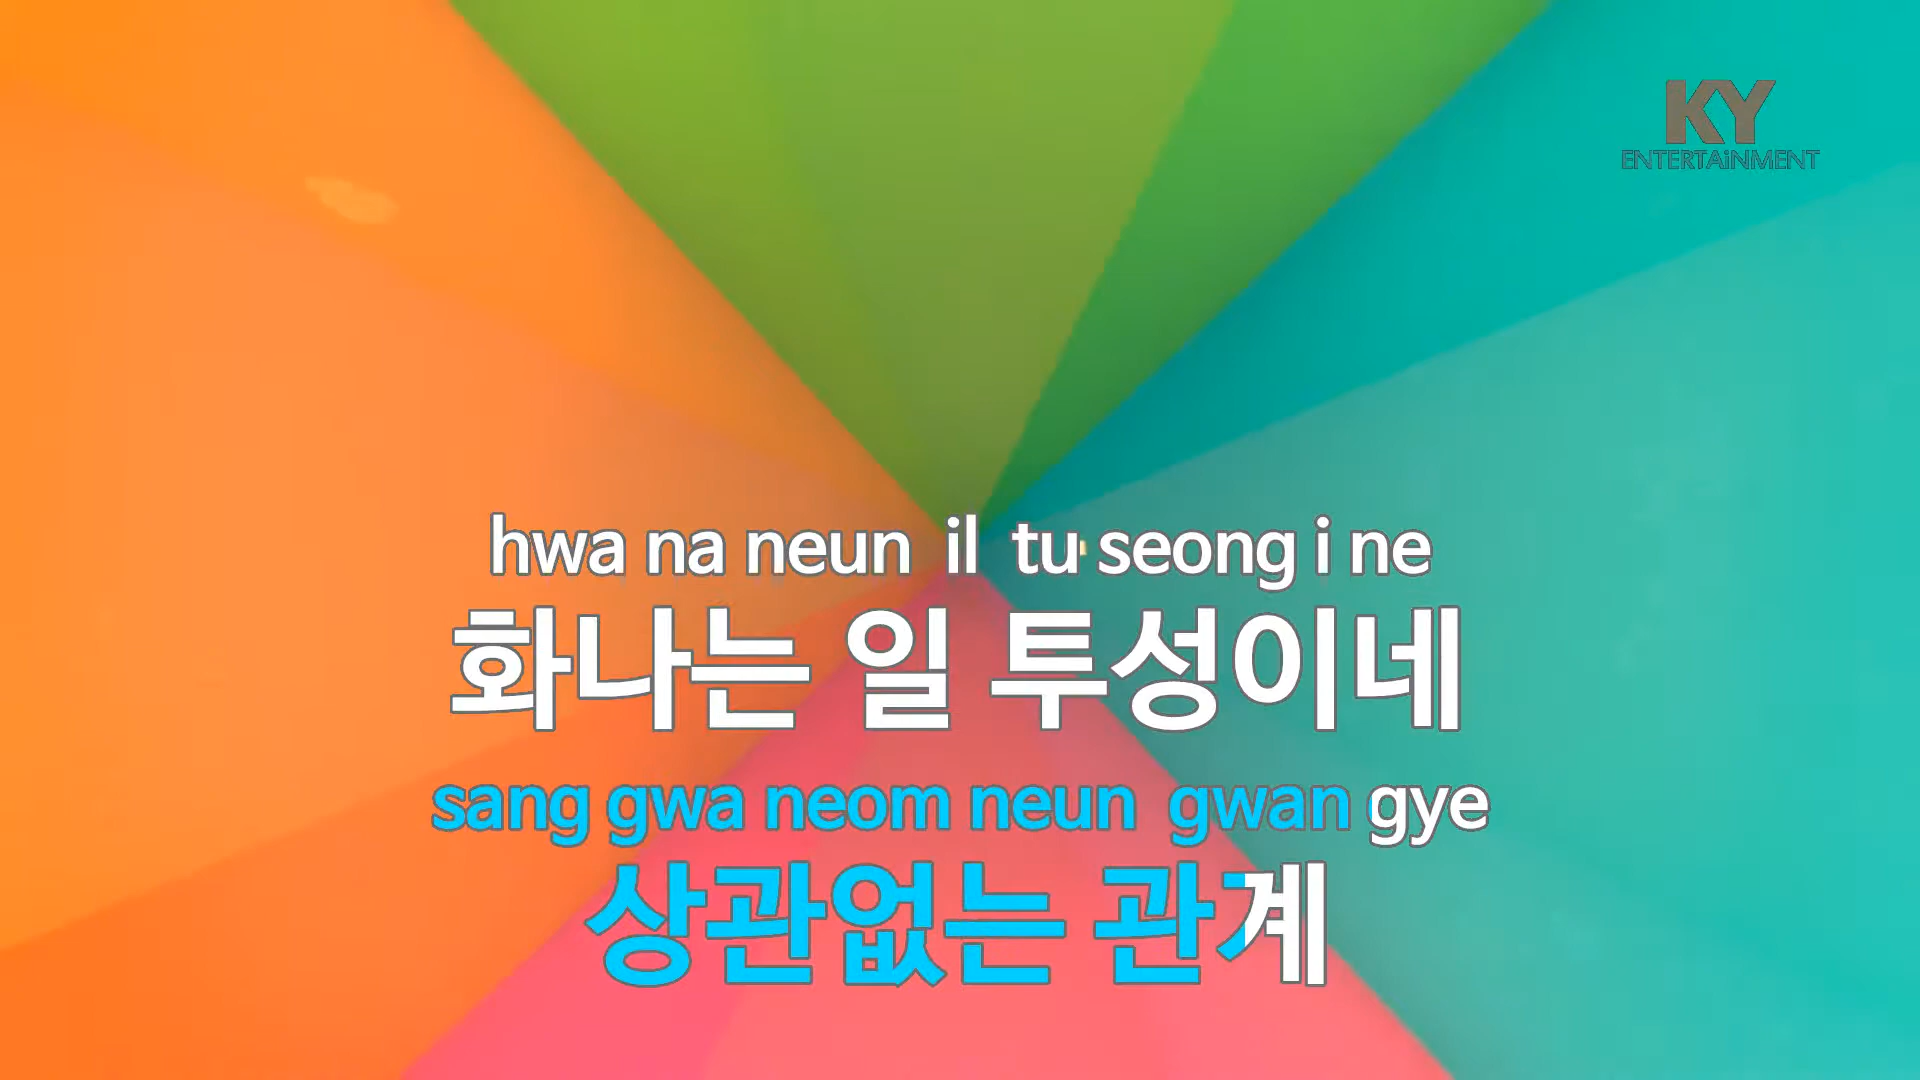 KY
ENTERTAiNMENT
hwa na neun il tu seong i ne
화나는 일 투성이네
sang gwa neom neun gwan gye
상관없는 관계